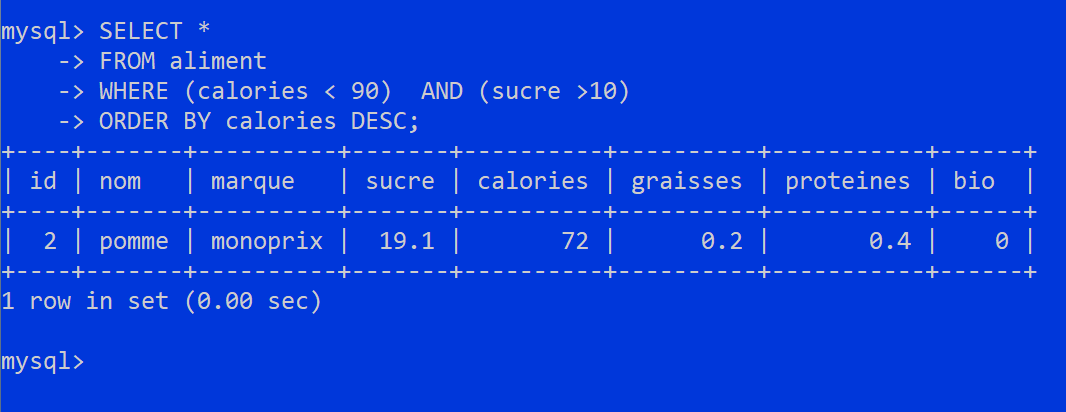 mysql> SELECT *
    -> FROM aliment
    -> WHERE (calories < 90)  AND (sucre >10)
    -> ORDER BY calories DESC;
+----+-------+----------+-------+----------+----------+-----------+------+
| id | nom   | marque   | sucre | calories | graisses | proteines | bio  |
+----+-------+----------+-------+----------+----------+-----------+------+
|  2 | pomme | monoprix |  19.1 |       72 |      0.2 |       0.4 |    0 |
+----+-------+----------+-------+----------+----------+-----------+------+
1 row in set (0.00 sec)
mysql>